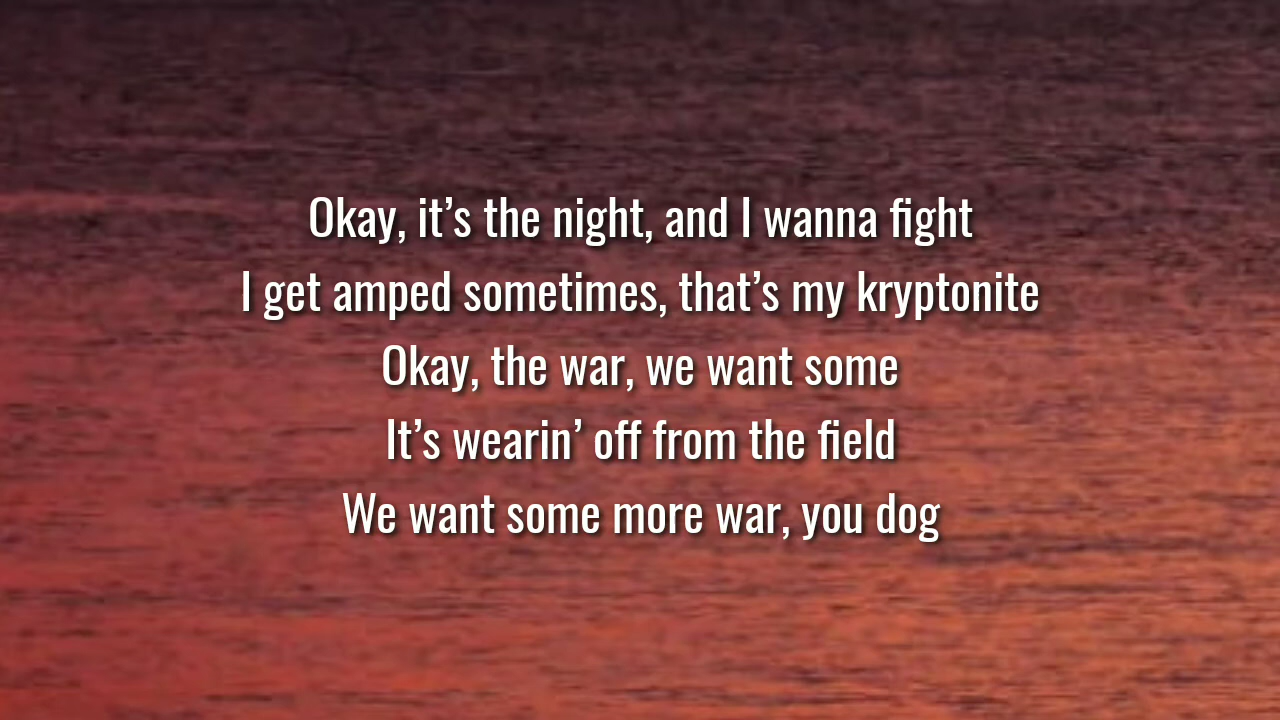 Okay, it’s the night, and I wanna fight
I get amped sometimes, that’s my kryptonite
Okay, the war, we want some
It’s wearin’ off from the field
We want some more war, you dog